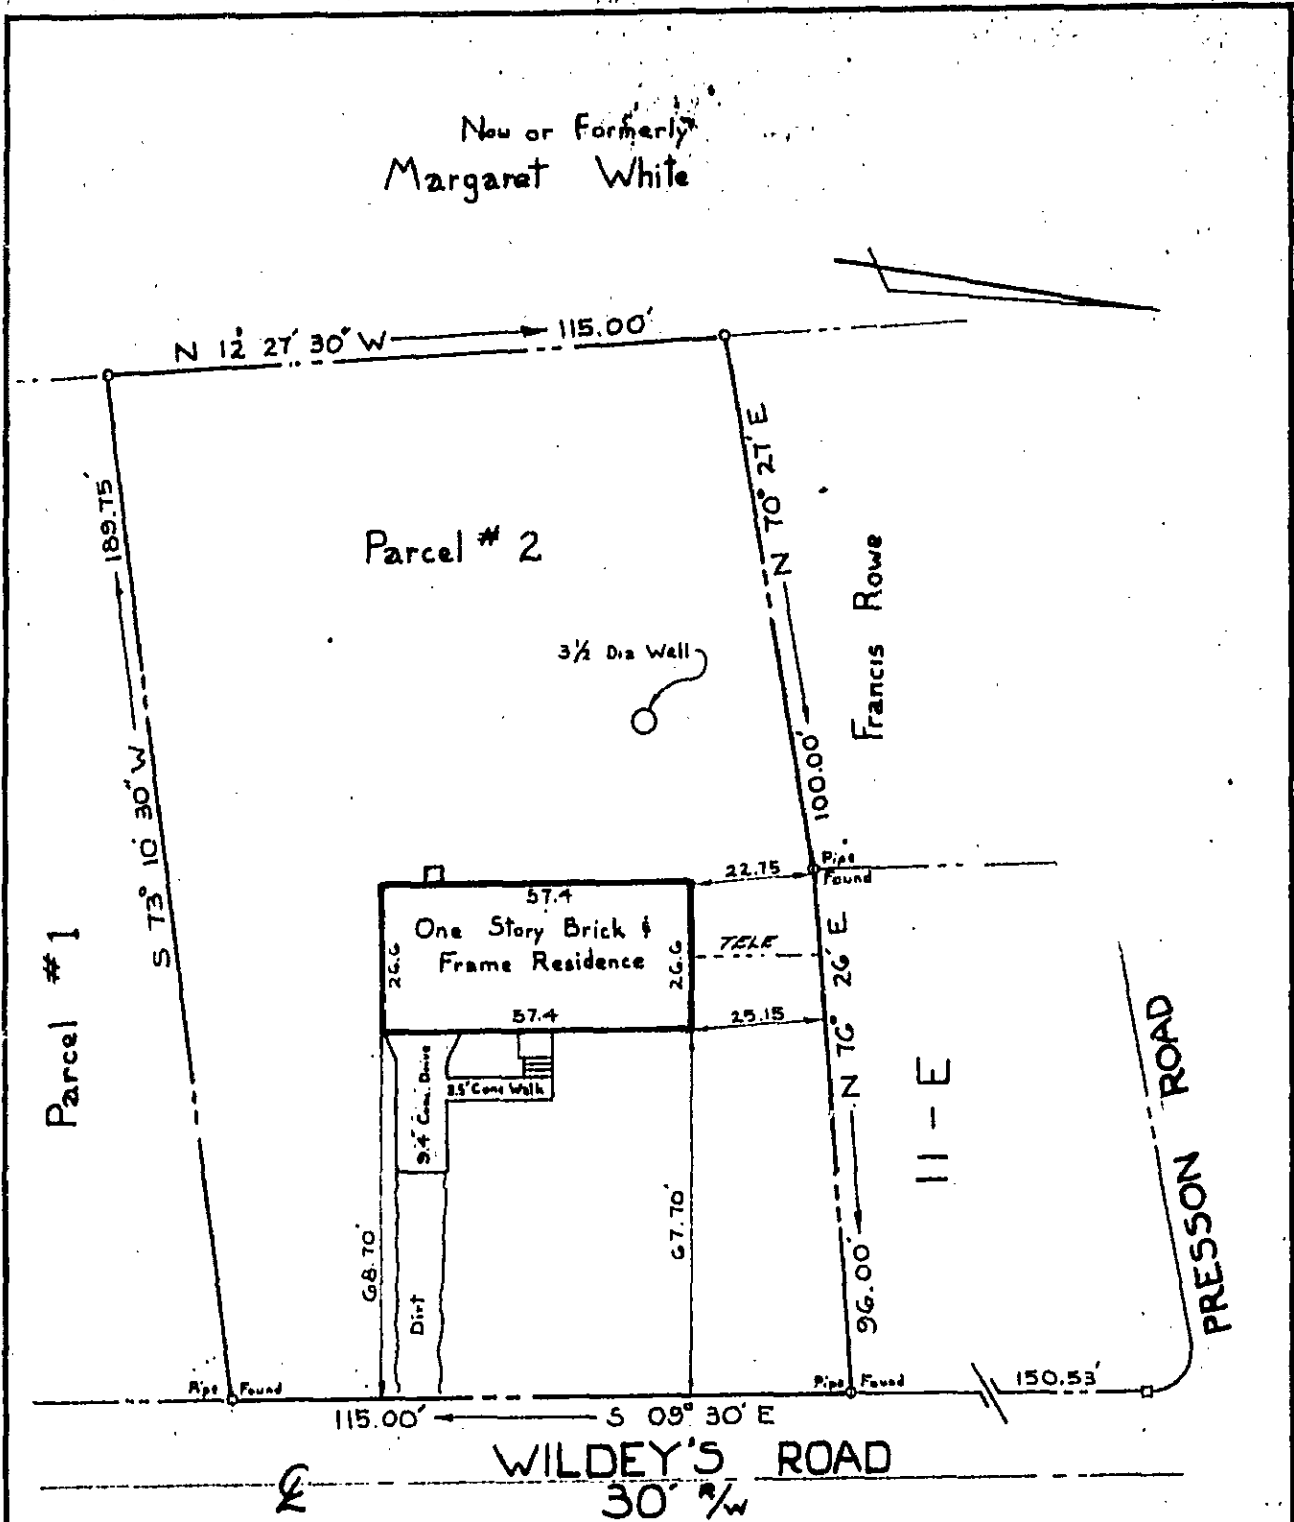 Now or Formerly
Margaret White
N 12° 27' 30" W 115.00'
189.75'
S 73° 10' 30" W
N 70° 27' E
100.00'
Parcel # 2
Francis Rowe
3½ Dia Well
Pipe
Found
22.75
57.4
One Story Brick &
Frame Residence
26.6
26.6
TELE
57.4
25.15
N 76° 26' E
96.00'
Parcel #1
11-E
PRESSON ROAD
9.4' Conc. Drive
3.5' Conc Walk
68.70'
67.70'
Dirt
Pipe Found
Pipe Found
150.53'
115.00' S 09° 30' E
WILDEY'S ROAD
℄
30' R/W